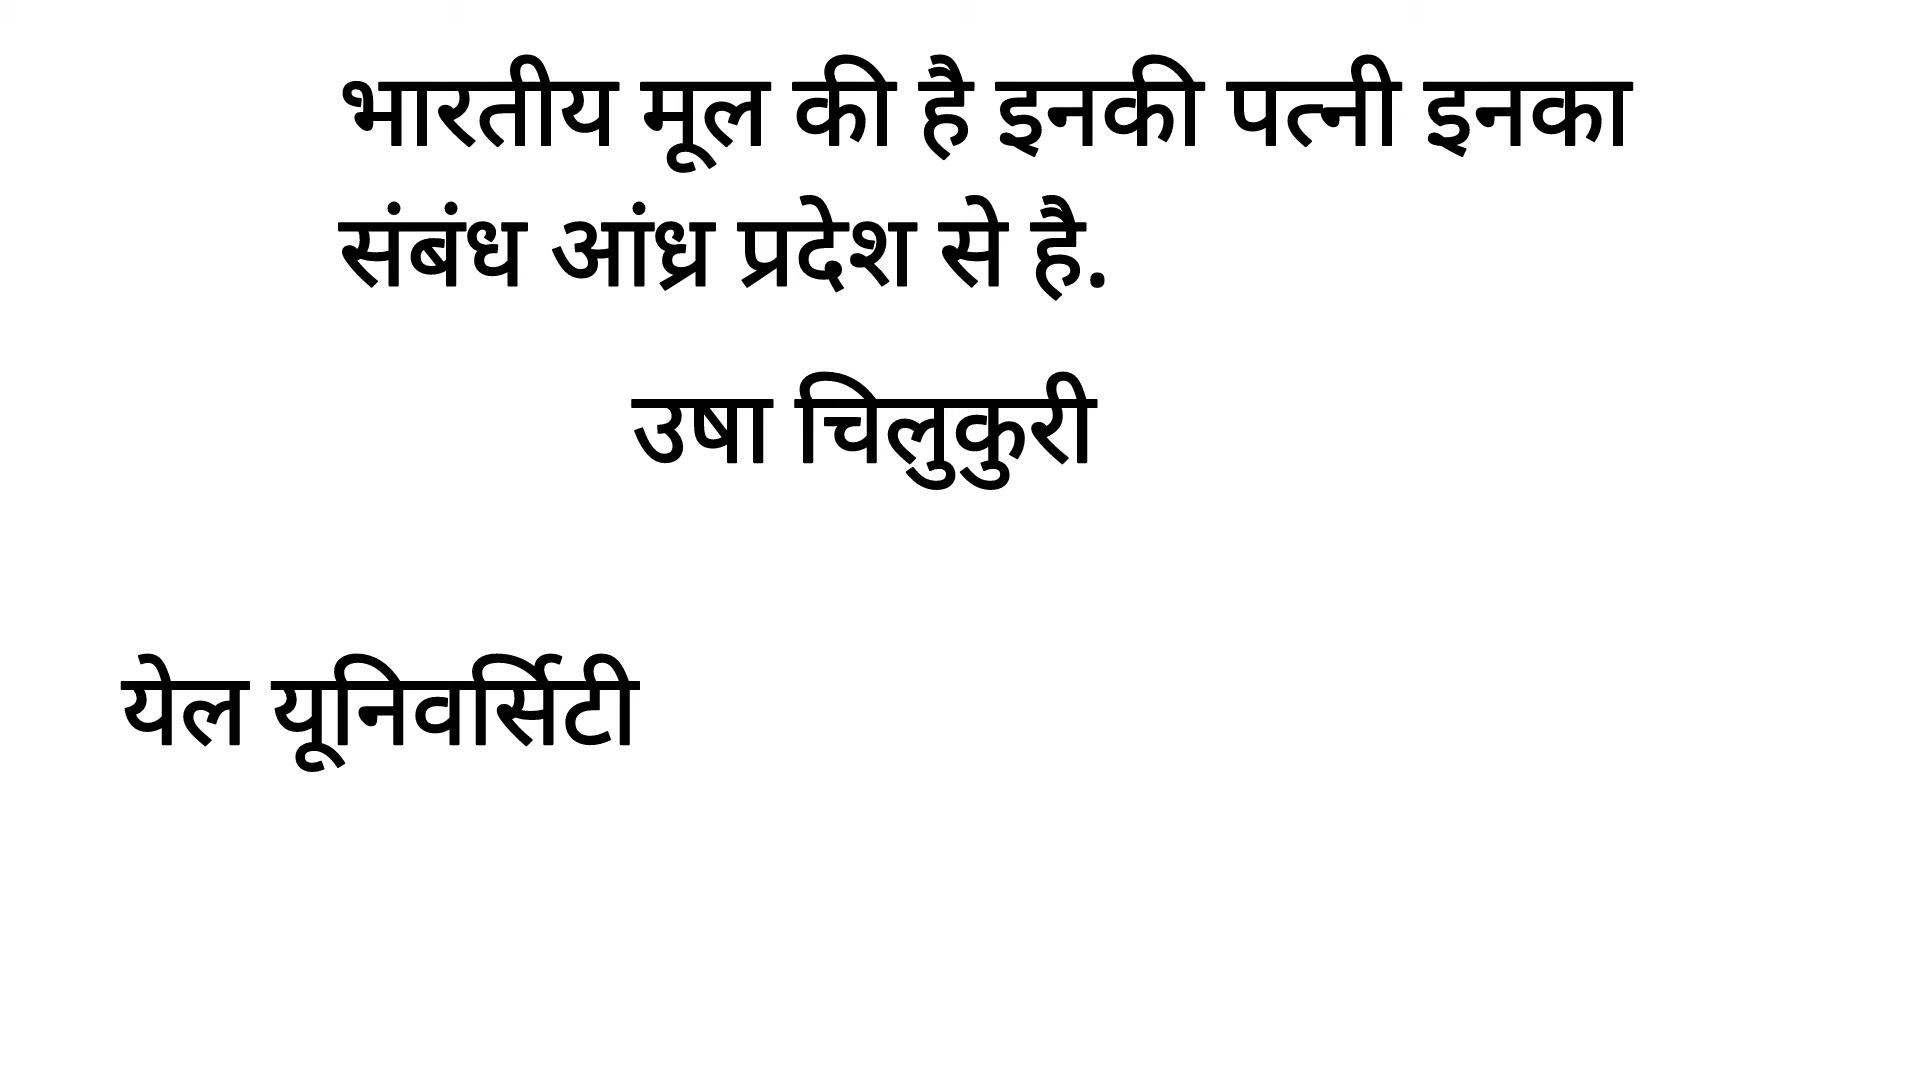 भारतीय मूल की है इनकी पत्नी इनका
संबंध आंध्र प्रदेश से है.
उषा चिलुकुरी
येल यूनिवर्सिटी